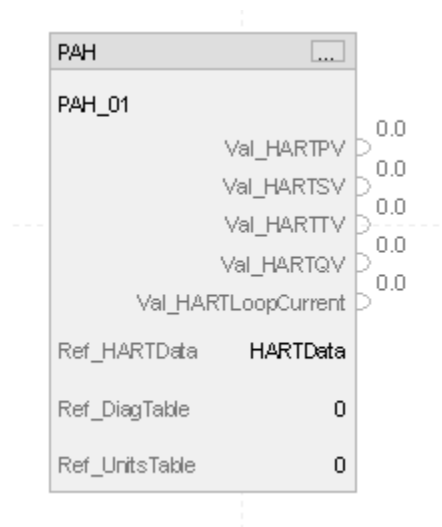 PAH ...
PAH_01
Val_HARTPV 0.0
Val_HARTSV 0.0
Val_HARTTV 0.0
Val_HARTQV 0.0
Val_HARTLoopCurrent 0.0
Ref_HARTData HARTData
Ref_DiagTable 0
Ref_UnitsTable 0